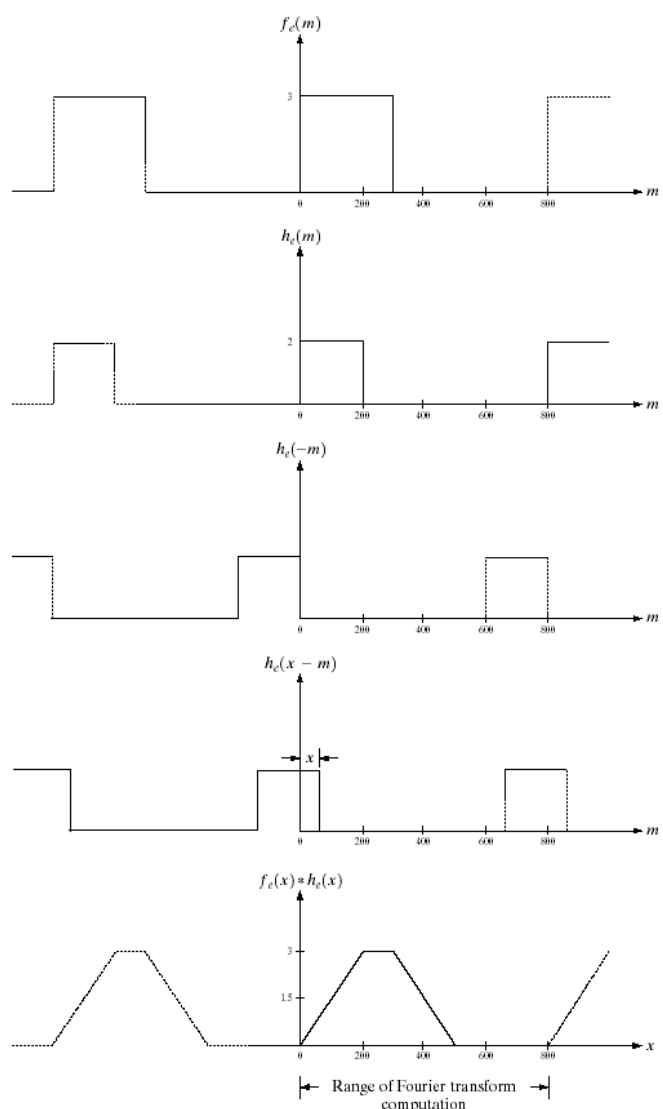 f_e(m)
3
m
0 200 400 600 800
h_e(m)
2
m
0 200 400 600 800
h_e(-m)
m
0 200 400 600 800
h_e(x - m)
x
m
0 200 400 600 800
f_e(x) * h_e(x)
3
1.5
x
0 200 400 600 800
Range of Fourier transform
computation